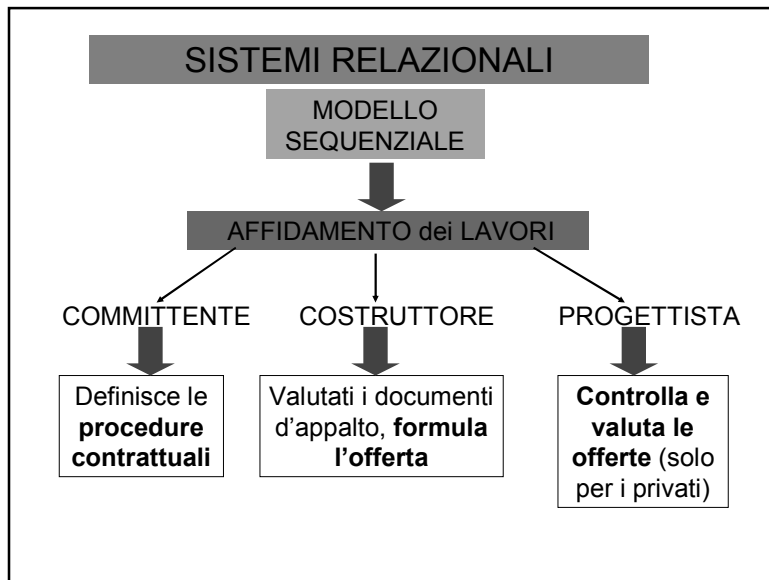 SISTEMI RELAZIONALI
MODELLO
SEQUENZIALE
AFFIDAMENTO dei LAVORI
COMMITTENTE
COSTRUTTORE
PROGETTISTA
Definisce le
procedure
contrattuali
Valutati i documenti
d'appalto, formula
l'offerta
Controlla e
valuta le
offerte (solo
per i privati)